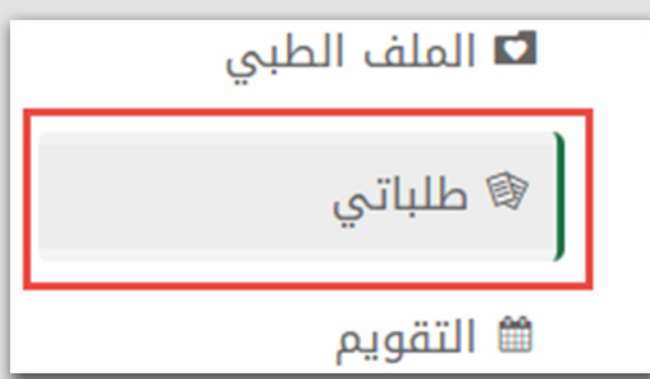 الملف الطبي
طلباتي
التقويم